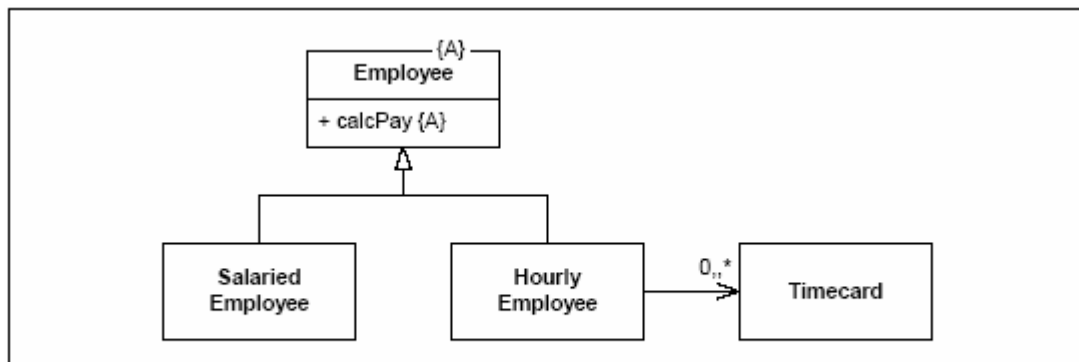 {A}
Employee
+ calcPay {A}
Salaried
Employee
Hourly
Employee
0,,*
Timecard